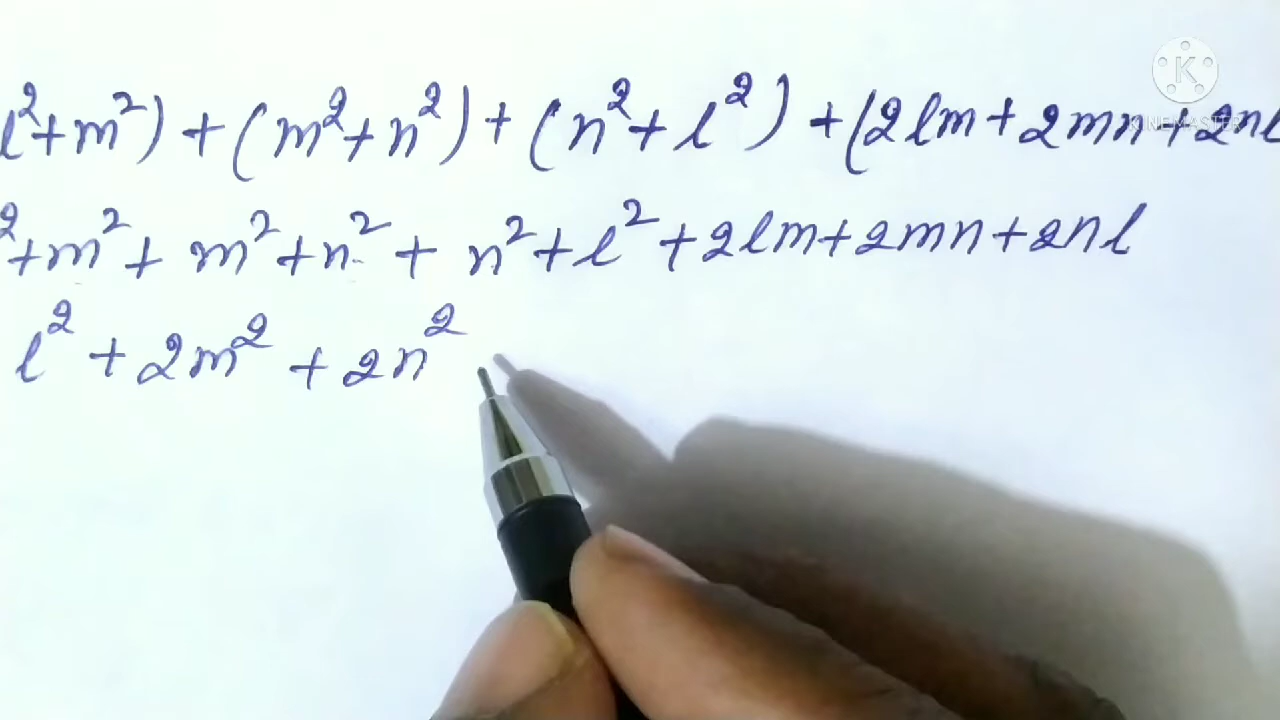 l²+m²) + (m²+n²) + (n²+l²) + (2lm+2mn+2nl
K
KINEMASTER
²+m²+ m²+n² + n²+l²+2lm+2mn+2nl
l² + 2m² + 2n²